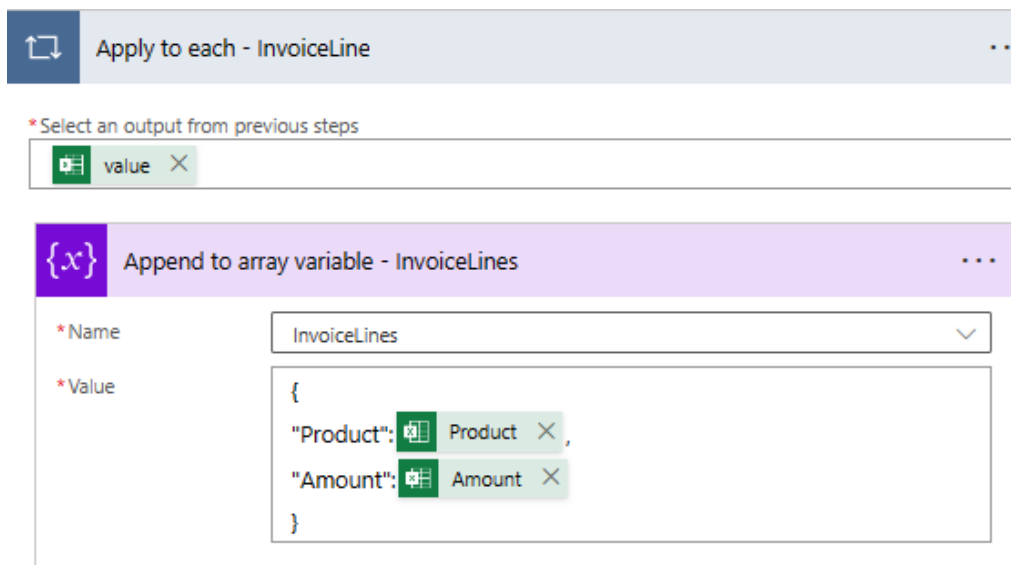 Apply to each - InvoiceLine
* Select an output from previous steps
value
{x} Append to array variable - InvoiceLines
* Name InvoiceLines
* Value {
"Product": Product ,
"Amount": Amount
}